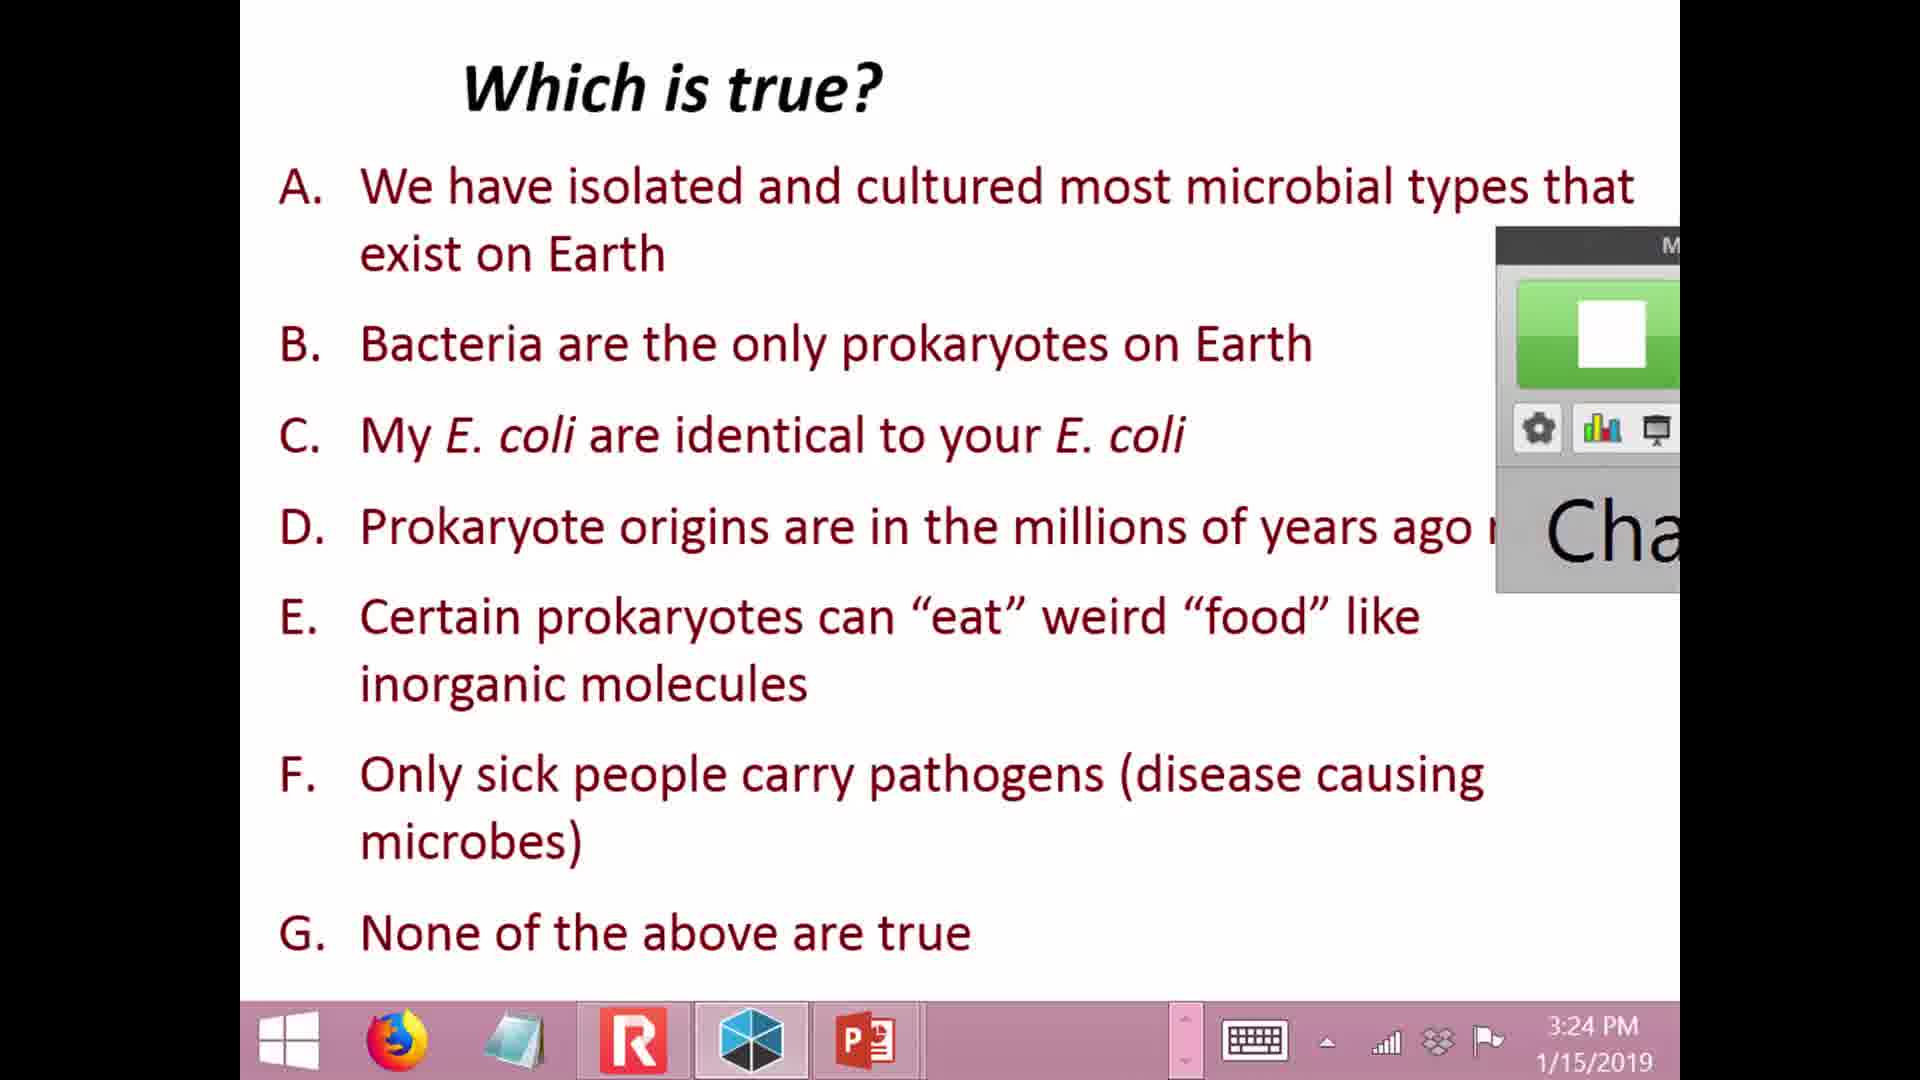 Which is true?
A. We have isolated and cultured most microbial types that
exist on Earth
B. Bacteria are the only prokaryotes on Earth
C. My E. coli are identical to your E. coli
D. Prokaryote origins are in the millions of years ago
Cha
E. Certain prokaryotes can “eat” weird “food” like
inorganic molecules
F. Only sick people carry pathogens (disease causing
microbes)
G. None of the above are true
3:24 PM
1/15/2019